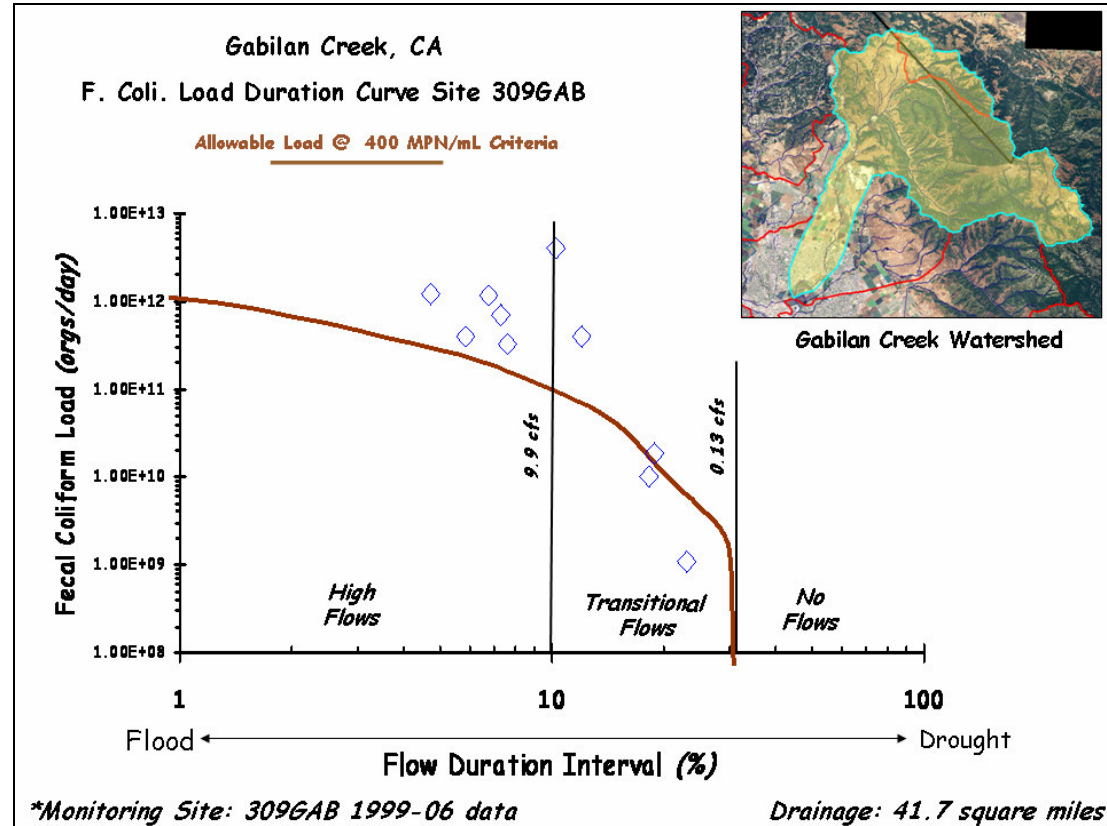 Gabilan Creek, CA
F. Coli. Load Duration Curve Site 309GAB
Allowable Load @ 400 MPN/mL Criteria
Gabilan Creek Watershed
Fecal Coliform Load (orgs/day)
1.00E+13
1.00E+12
1.00E+11
1.00E+10
1.00E+09
1.00E+08
9.9 cfs
0.13 cfs
High
Flows
Transitional
Flows
No
Flows
1
10
100
Flood
Drought
Flow Duration Interval (%)
*Monitoring Site: 309GAB 1999-06 data
Drainage: 41.7 square miles